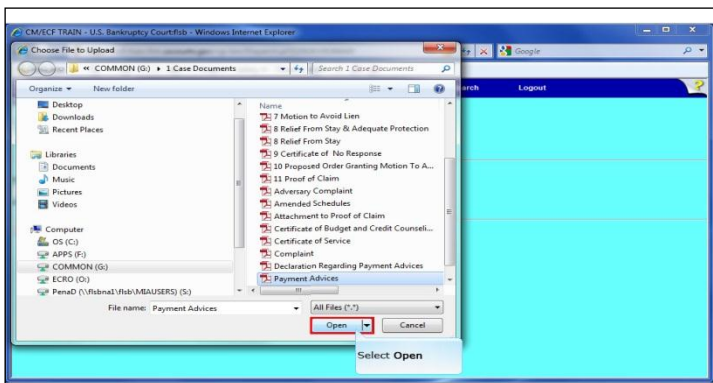 CM/ECF TRAIN - U.S. Bankruptcy Court:flsb - Windows Internet Explorer
Choose File to Upload
Google
« COMMON (G:) ▸ 1 Case Documents
Search 1 Case Documents
Organize
New folder
arch
Logout
?
Desktop
Downloads
Recent Places
Libraries
Documents
Music
Pictures
Videos
Computer
OS (C:)
APPS (F:)
COMMON (G:)
ECRO (O:)
PenaD (\\flsbna1\flsb\MIAUSERS) (S:)
Name
7 Motion to Avoid Lien
8 Relief From Stay & Adequate Protection
8 Relief From Stay
9 Certificate of No Response
10 Proposed Order Granting Motion To A...
11 Proof of Claim
Adversary Complaint
Amended Schedules
Attachment to Proof of Claim
Certificate of Budget and Credit Counseli...
Certificate of Service
Complaint
Declaration Regarding Payment Advices
Payment Advices
File name: Payment Advices
All Files (*.*)
Open
Cancel
Select Open